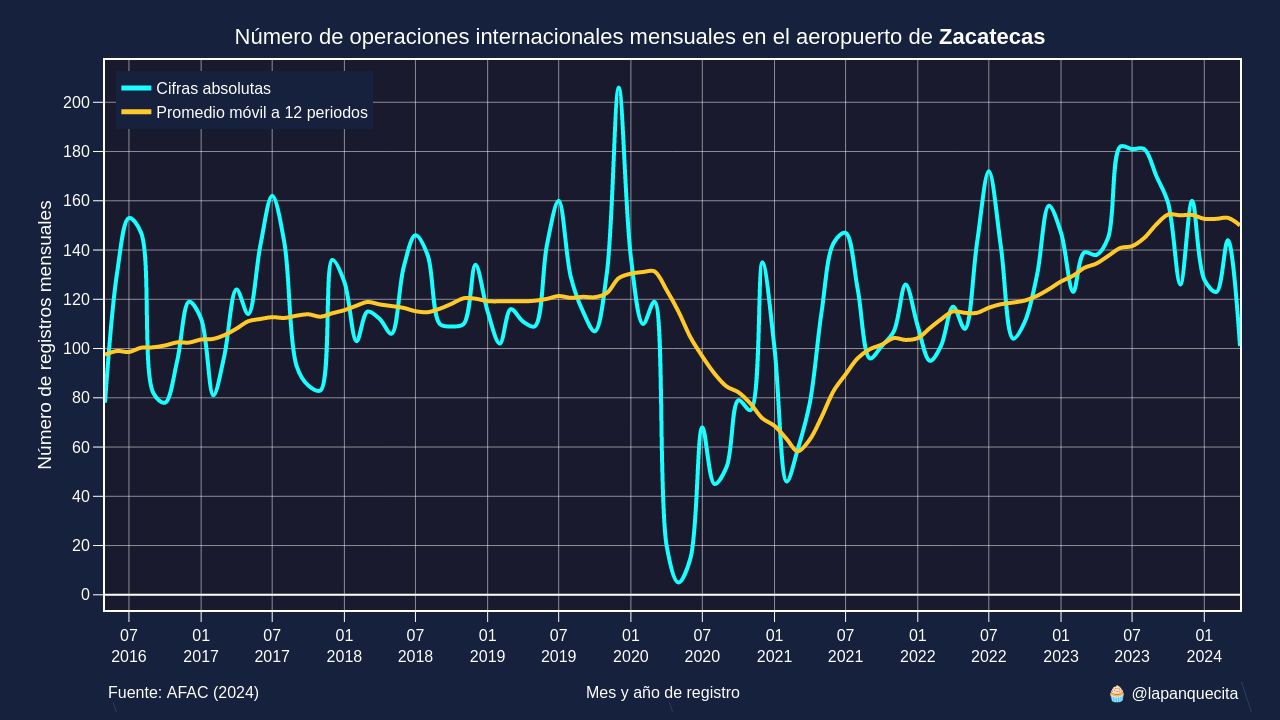 Número de operaciones internacionales mensuales en el aeropuerto de Zacatecas
Cifras absolutas
Promedio móvil a 12 periodos
Número de registros mensuales
200
180
160
140
120
100
80
60
40
20
0
07 01 07 01 07 01 07 01 07 01 07 01 07 01 07 01
2016 2017 2017 2018 2018 2019 2019 2020 2020 2021 2021 2022 2022 2023 2023 2024
Fuente: AFAC (2024) Mes y año de registro 🧁 @lapanquecita